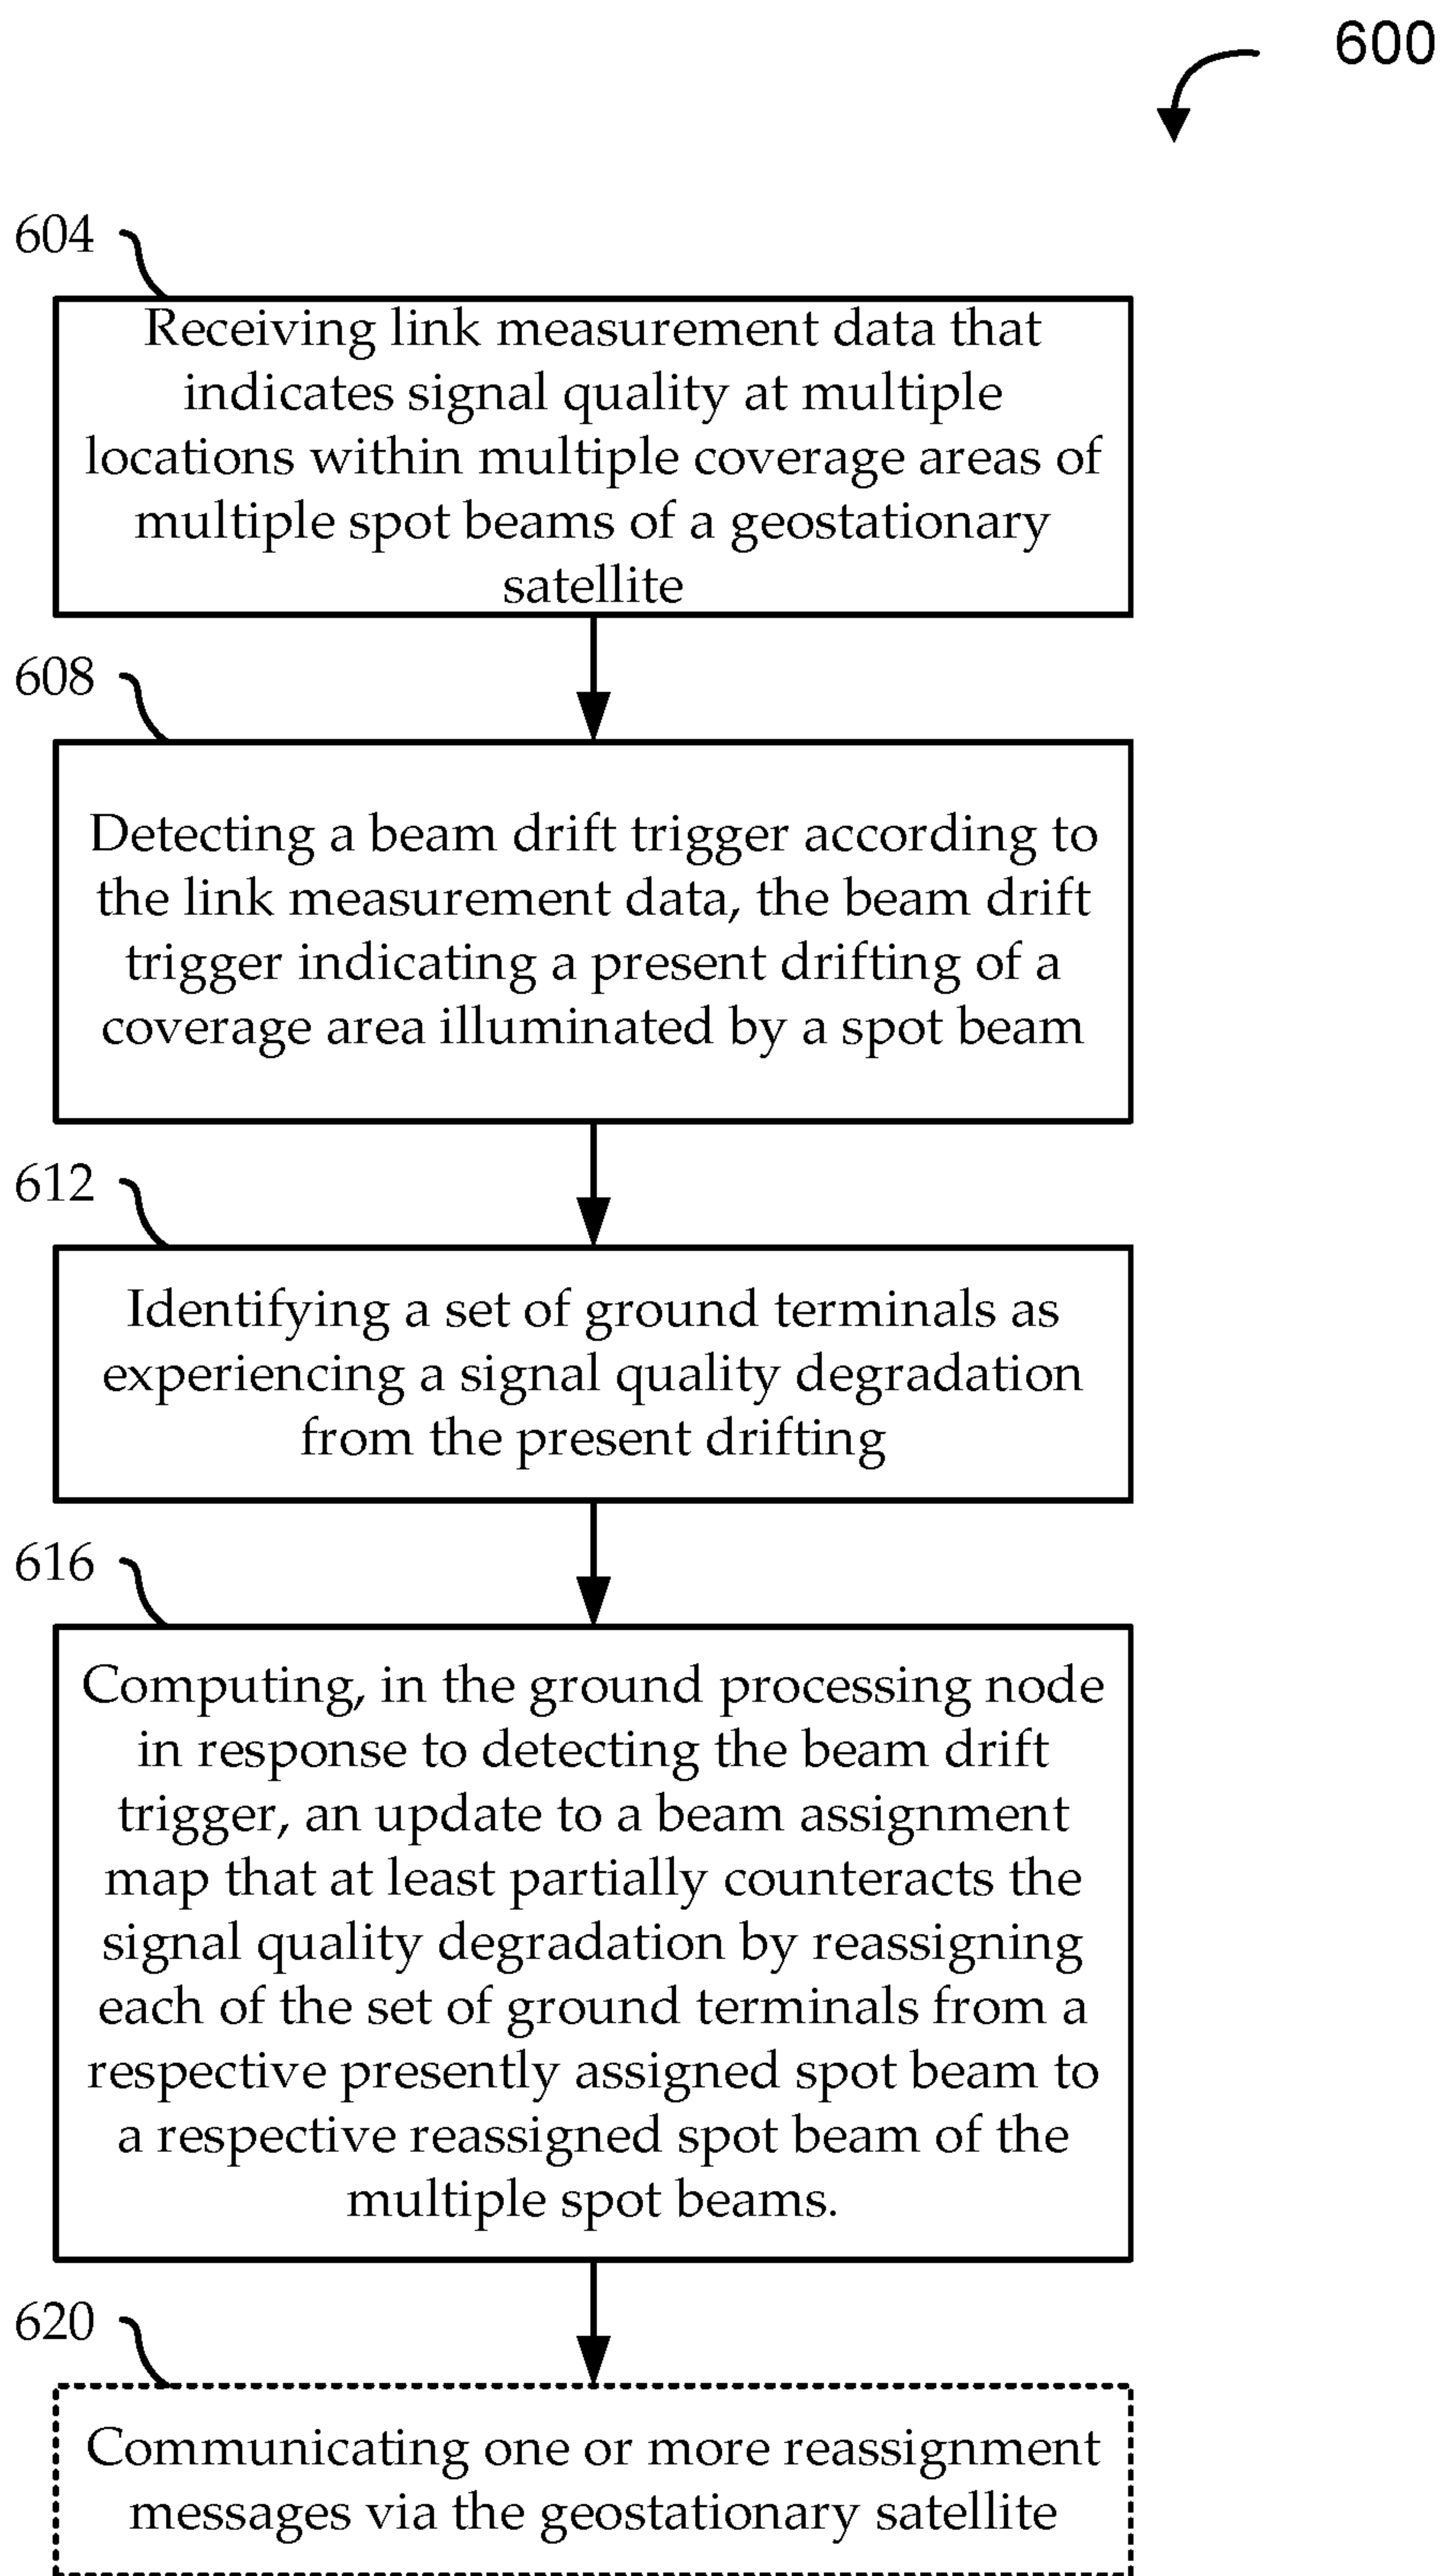 600
604
Receiving link measurement data that
indicates signal quality at multiple
locations within multiple coverage areas of
multiple spot beams of a geostationary
satellite
608
Detecting a beam drift trigger according to
the link measurement data, the beam drift
trigger indicating a present drifting of a
coverage area illuminated by a spot beam
612
Identifying a set of ground terminals as
experiencing a signal quality degradation
from the present drifting
616
Computing, in the ground processing node
in response to detecting the beam drift
trigger, an update to a beam assignment
map that at least partially counteracts the
signal quality degradation by reassigning
each of the set of ground terminals from a
respective presently assigned spot beam to
a respective reassigned spot beam of the
multiple spot beams.
620
Communicating one or more reassignment
messages via the geostationary satellite